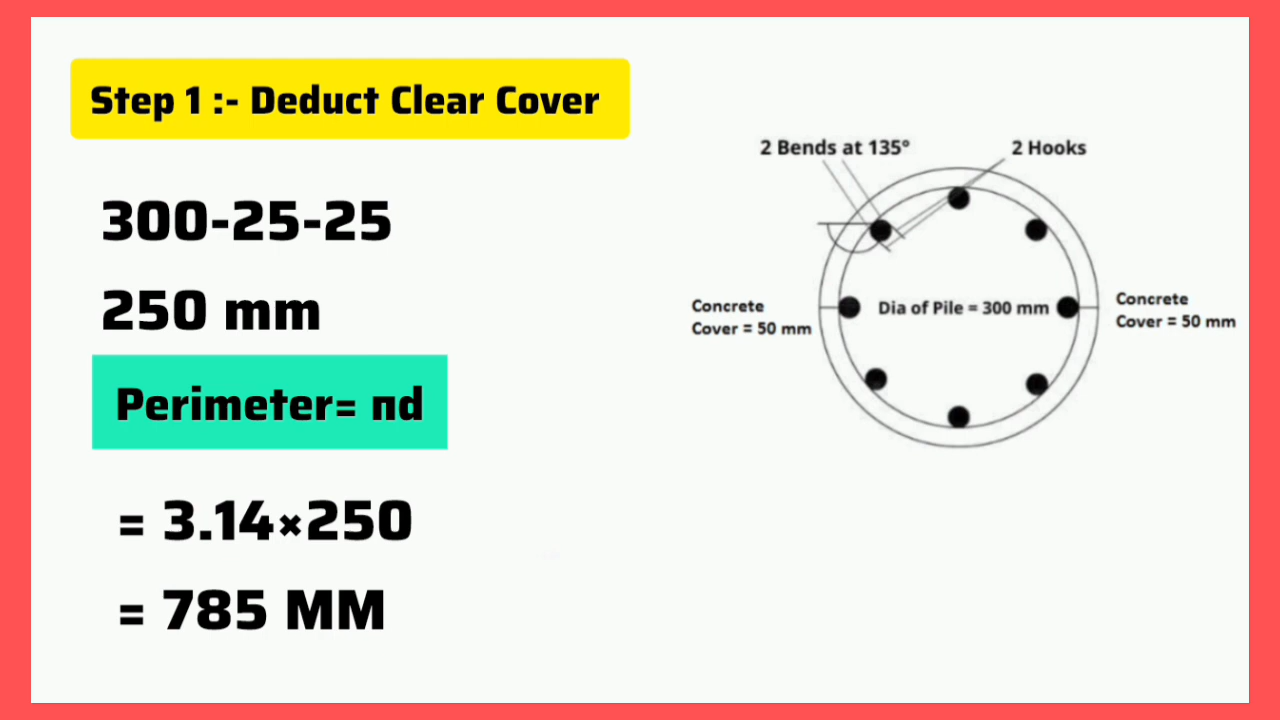 Step 1 :- Deduct Clear Cover
300-25-25
250 mm
Perimeter= πd
= 3.14×250
= 785 MM
2 Bends at 135°
2 Hooks
Concrete
Cover = 50 mm
Dia of Pile = 300 mm
Concrete
Cover = 50 mm